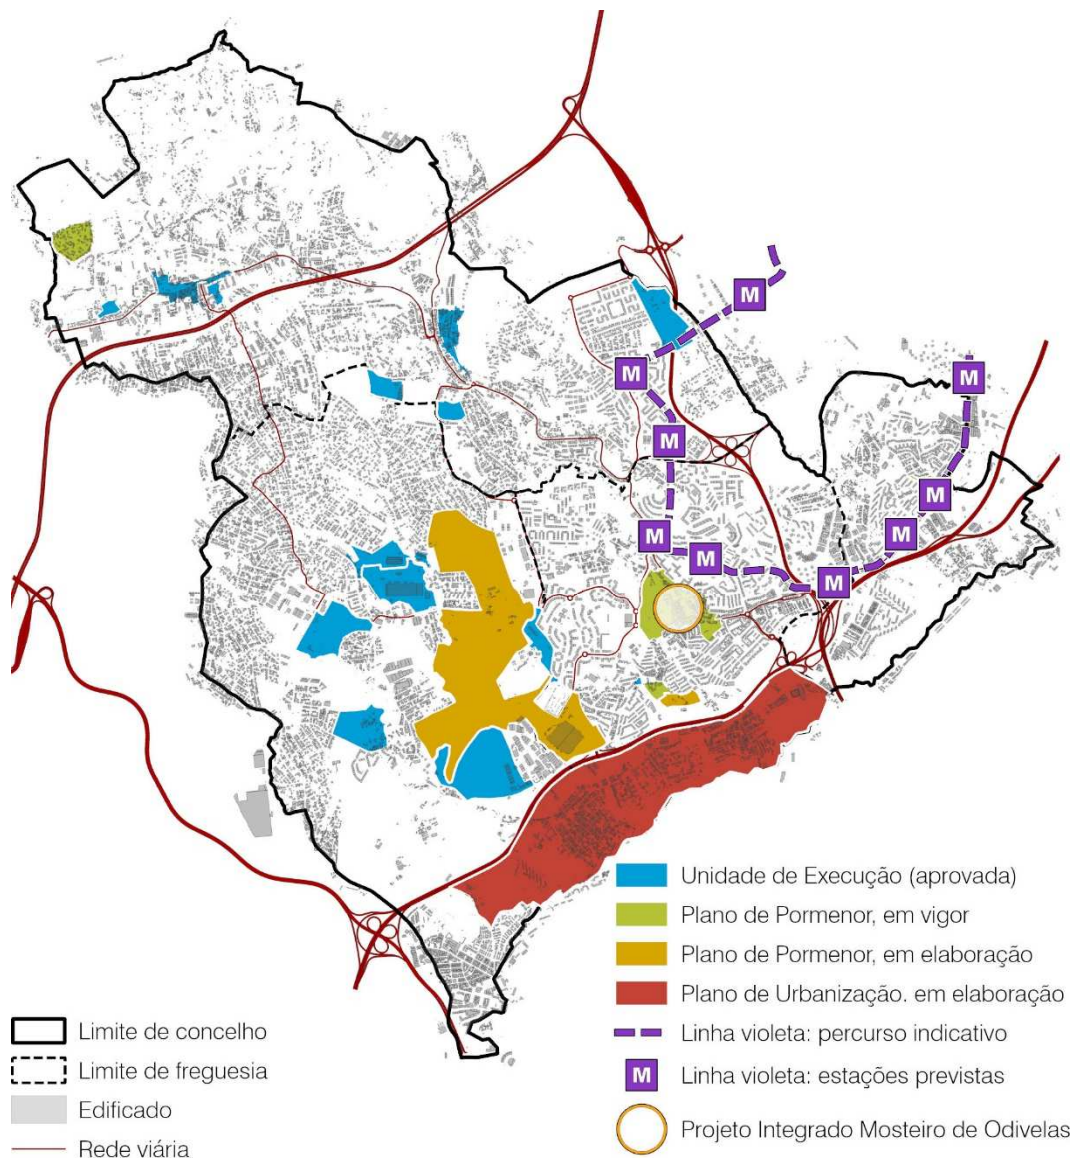 M
M
M
M
M
M
M
M
M
M
Unidade de Execução (aprovada)
Plano de Pormenor, em vigor
Plano de Pormenor, em elaboração
Plano de Urbanização. em elaboração
Linha violeta: percurso indicativo
M Linha violeta: estações previstas
Projeto Integrado Mosteiro de Odivelas
Limite de concelho
Limite de freguesia
Edificado
Rede viária